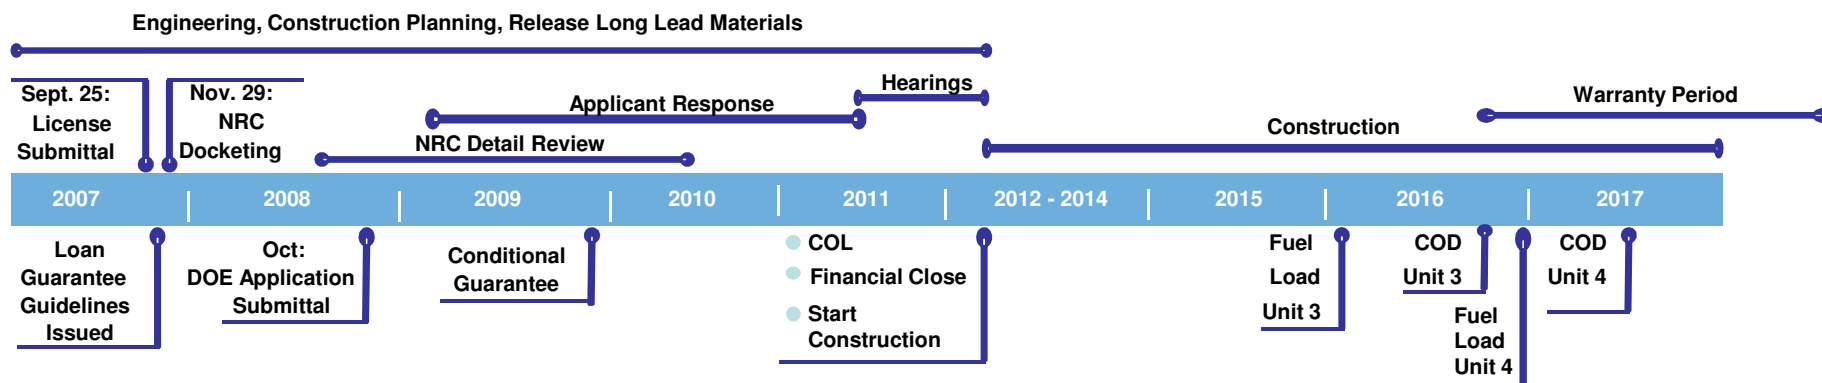 Engineering, Construction Planning, Release Long Lead Materials
Sept. 25:
License
Submittal
Nov. 29:
NRC
Docketing
Applicant Response
Hearings
NRC Detail Review
Construction
Warranty Period
2007
2008
2009
2010
2011
2012 - 2014
2015
2016
2017
Loan
Guarantee
Guidelines
Issued
Oct:
DOE Application
Submittal
Conditional
Guarantee
COL
Financial Close
Start
Construction
Fuel
Load
Unit 3
COD
Unit 3
Fuel
Load
Unit 4
COD
Unit 4